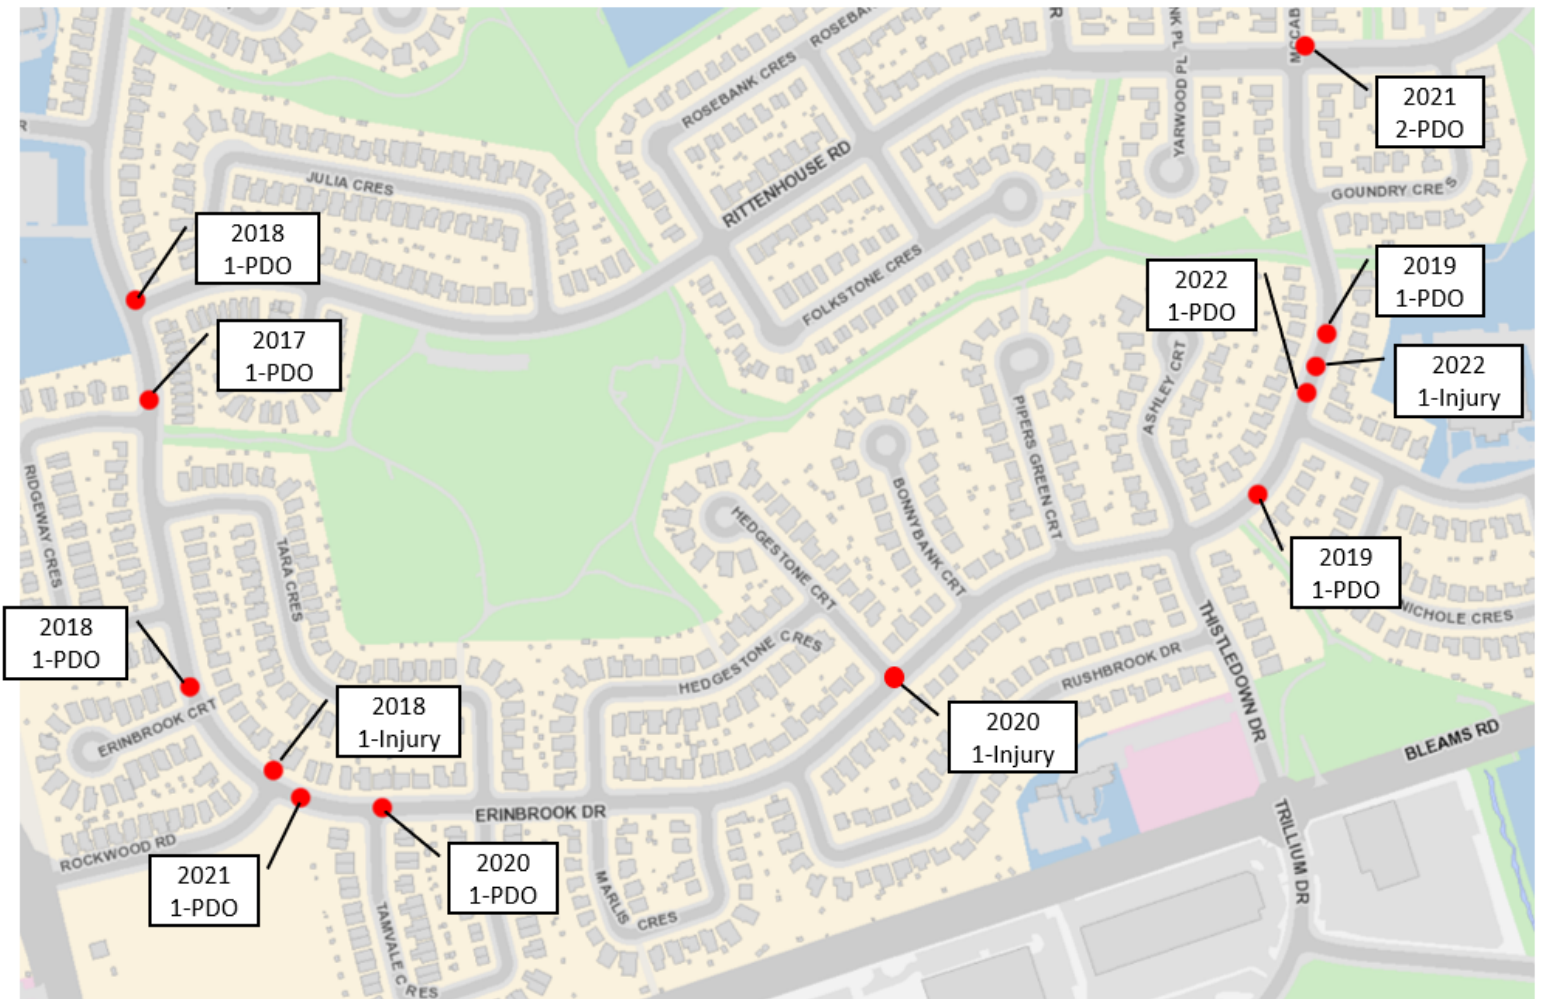 ROSEBA
ROSEBANK CRES
R
NK PL
MCCAB
YARWOOD PL
2021
2-PDO
R
JULIA CRES
RITTENHOUSE RD
GOUNDRY CRES
2018
1-PDO
FOLKSTONE CRES
2022
1-PDO
2019
1-PDO
2017
1-PDO
2022
1-Injury
ASHLEY CRT
PIPERS GREEN CRT
RIDGEWAY CRES
BONNYBANK CRT
HEDGESTONE CRT
TARA CRES
2019
1-PDO
NICHOLE CRES
2018
1-PDO
HEDGESTONE CRES
RUSHBROOK DR
THISTLEDOWN DR
ERINBROOK CRT
2018
1-Injury
2020
1-Injury
BLEAMS RD
ERINBROOK DR
ROCKWOOD RD
2021
1-PDO
2020
1-PDO
MARLIS CRES
TRILLIUM DR
TAMVALE CRES